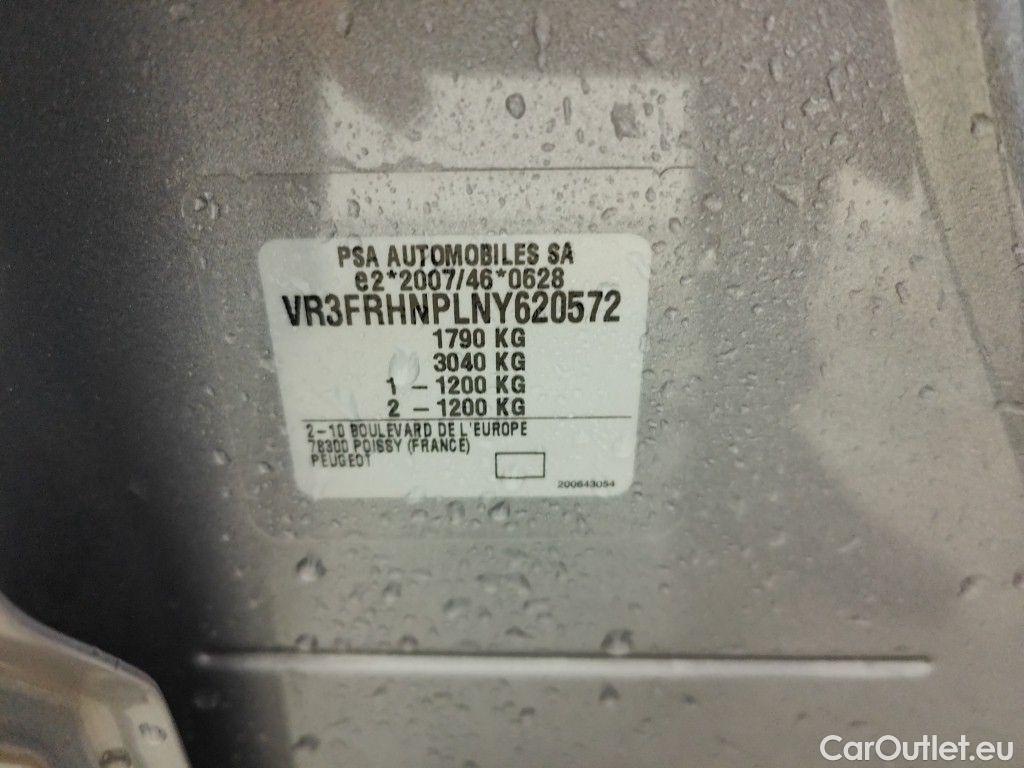 PSA AUTOMOBILES SA
e2*2007/46*0628
VR3FRHNPLNY620572
1790 KG
3040 KG
1 - 1200 KG
2 - 1200 KG
2-10 BOULEVARD DE L'EUROPE
78300 POISSY (FRANCE)
PEUGEOT
200643054
CarOutlet.eu